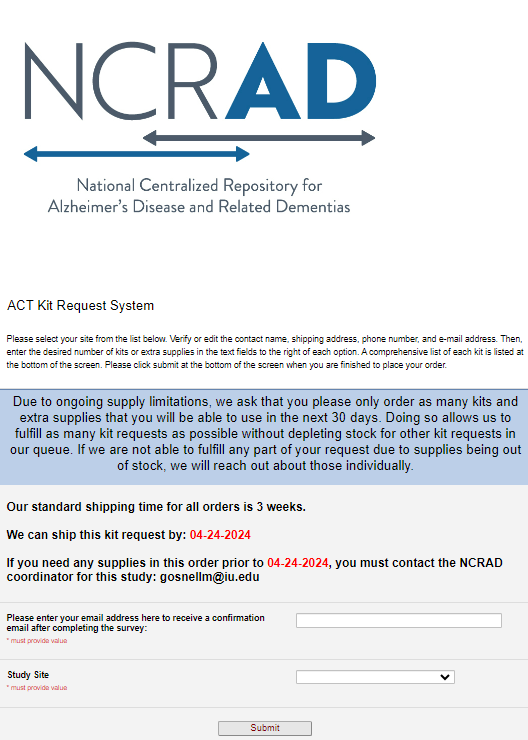 NCRAD
National Centralized Repository for
Alzheimer's Disease and Related Dementias
ACT Kit Request System
Please select your site from the list below. Verify or edit the contact name, shipping address, phone number, and e-mail address. Then,
enter the desired number of kits or extra supplies in the text fields to the right of each option. A comprehensive list of each kit is listed at
the bottom of the screen. Please click submit at the bottom of the screen when you are finished to place your order.
Due to ongoing supply limitations, we ask that you please only order as many kits and
extra supplies that you will be able to use in the next 30 days. Doing so allows us to
fulfill as many kit requests as possible without depleting stock for other kit requests in
our queue. If we are not able to fulfill any part of your request due to supplies being out
of stock, we will reach out about those individually.
Our standard shipping time for all orders is 3 weeks.
We can ship this kit request by: 04-24-2024
If you need any supplies in this order prior to 04-24-2024, you must contact the NCRAD
coordinator for this study: gosnellm@iu.edu
Please enter your email address here to receive a confirmation
email after completing the survey:
* must provide value
Study Site
* must provide value
Submit